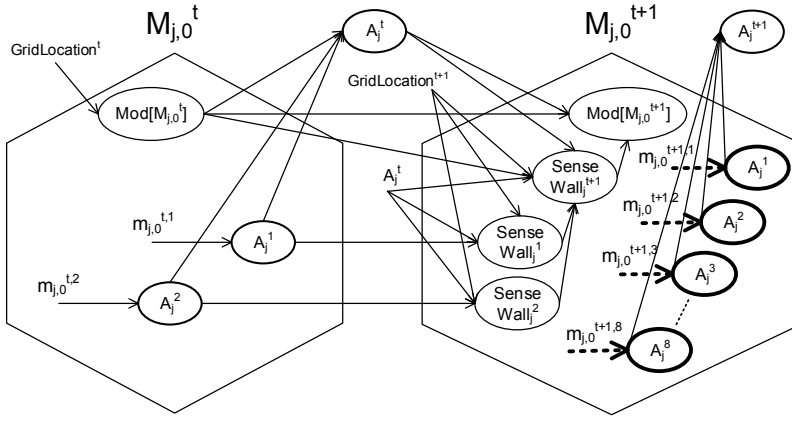 M_{j,0}^t
A_j^t
M_{j,0}^{t+1}
A_j^{t+1}
GridLocation^t
GridLocation^{t+1}
Mod[M_{j,0}^t]
Mod[M_{j,0}^{t+1}]
m_{j,0}^{t+1,1}
A_j^1
Sense
Wall_j^{t+1}
A_j^t
m_{j,0}^{t+1,2}
A_j^2
m_{j,0}^{t,1}
A_j^1
Sense
Wall_j^1
m_{j,0}^{t+1,3}
A_j^3
m_{j,0}^{t,2}
A_j^2
Sense
Wall_j^2
m_{j,0}^{t+1,8}
A_j^8